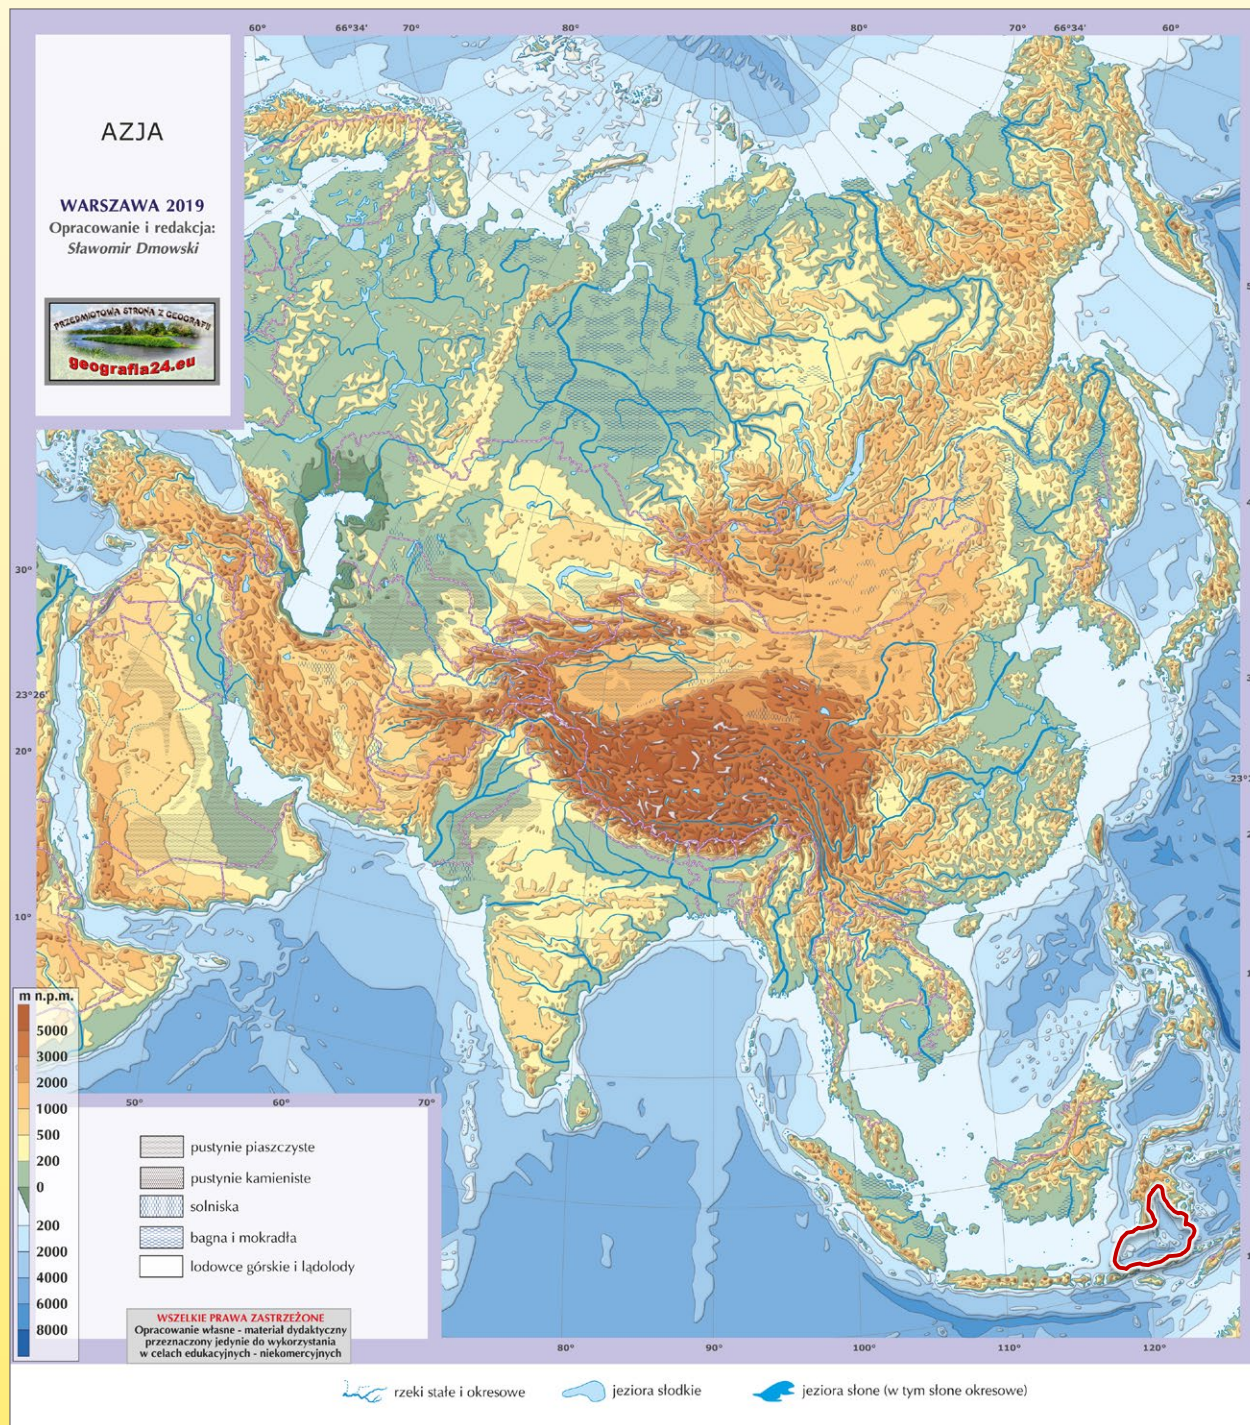 60° 66°34' 70° 80° 80° 70° 66°34' 60°
AZJA
WARSZAWA 2019
Opracowanie i redakcja:
Sławomir Dmowski
PRZEDMIOTOWA STRONA Z GEOGRAFII
geografia24.eu
30°
23°26'
20°
10°
m n.p.m.
5000
3000
2000
1000
500
200
0
200
2000
4000
6000
8000
50° 60° 70°
pustynie piaszczyste
pustynie kamieniste
solniska
bagna i mokradła
lodowce górskie i lądolody
WSZELKIE PRAWA ZASTRZEŻONE
Opracowanie własne - materiał dydaktyczny
przeznaczony jedynie do wykorzystania
w celach edukacyjnych - niekomercyjnych
80° 90° 100° 110° 120°
rzeki stałe i okresowe
jeziora słodkie
jeziora słone (w tym słone okresowe)